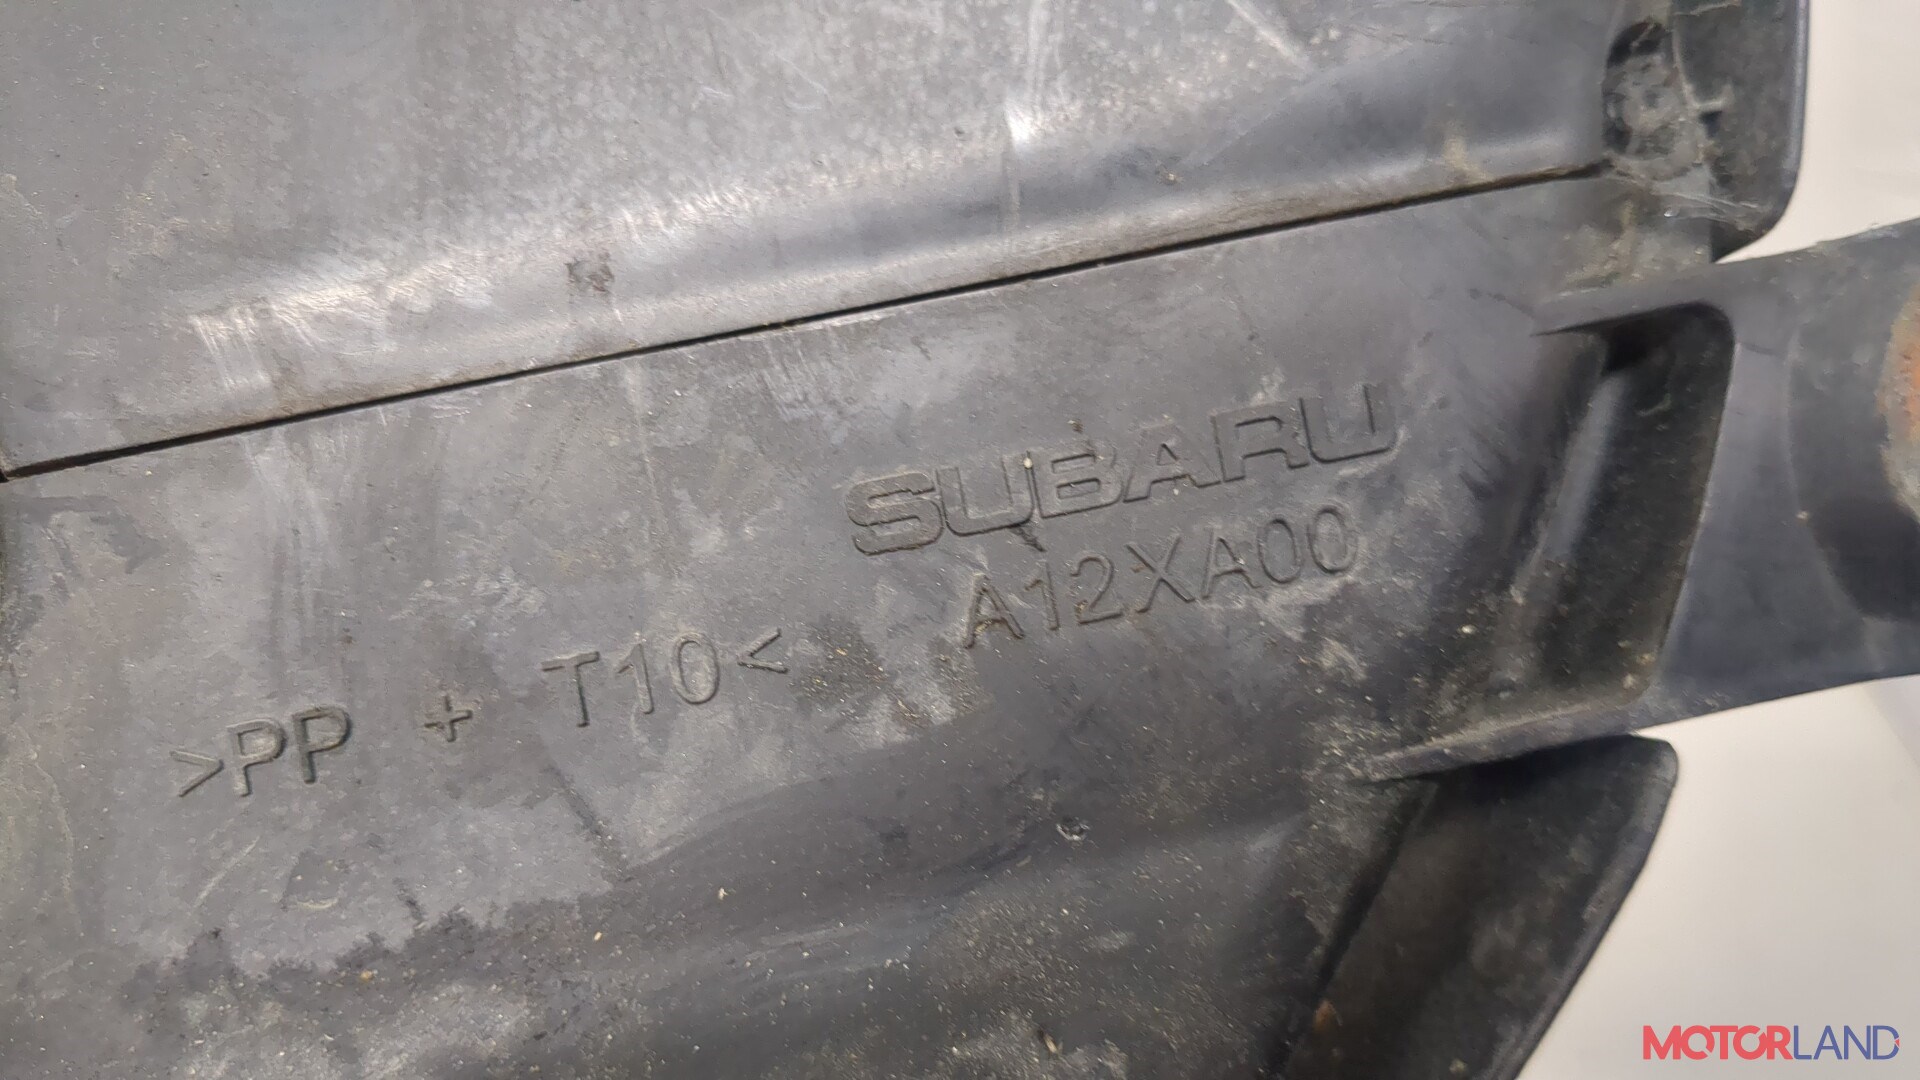 SUBARU
A12XA00
>PP + T10<
MOTORLAND